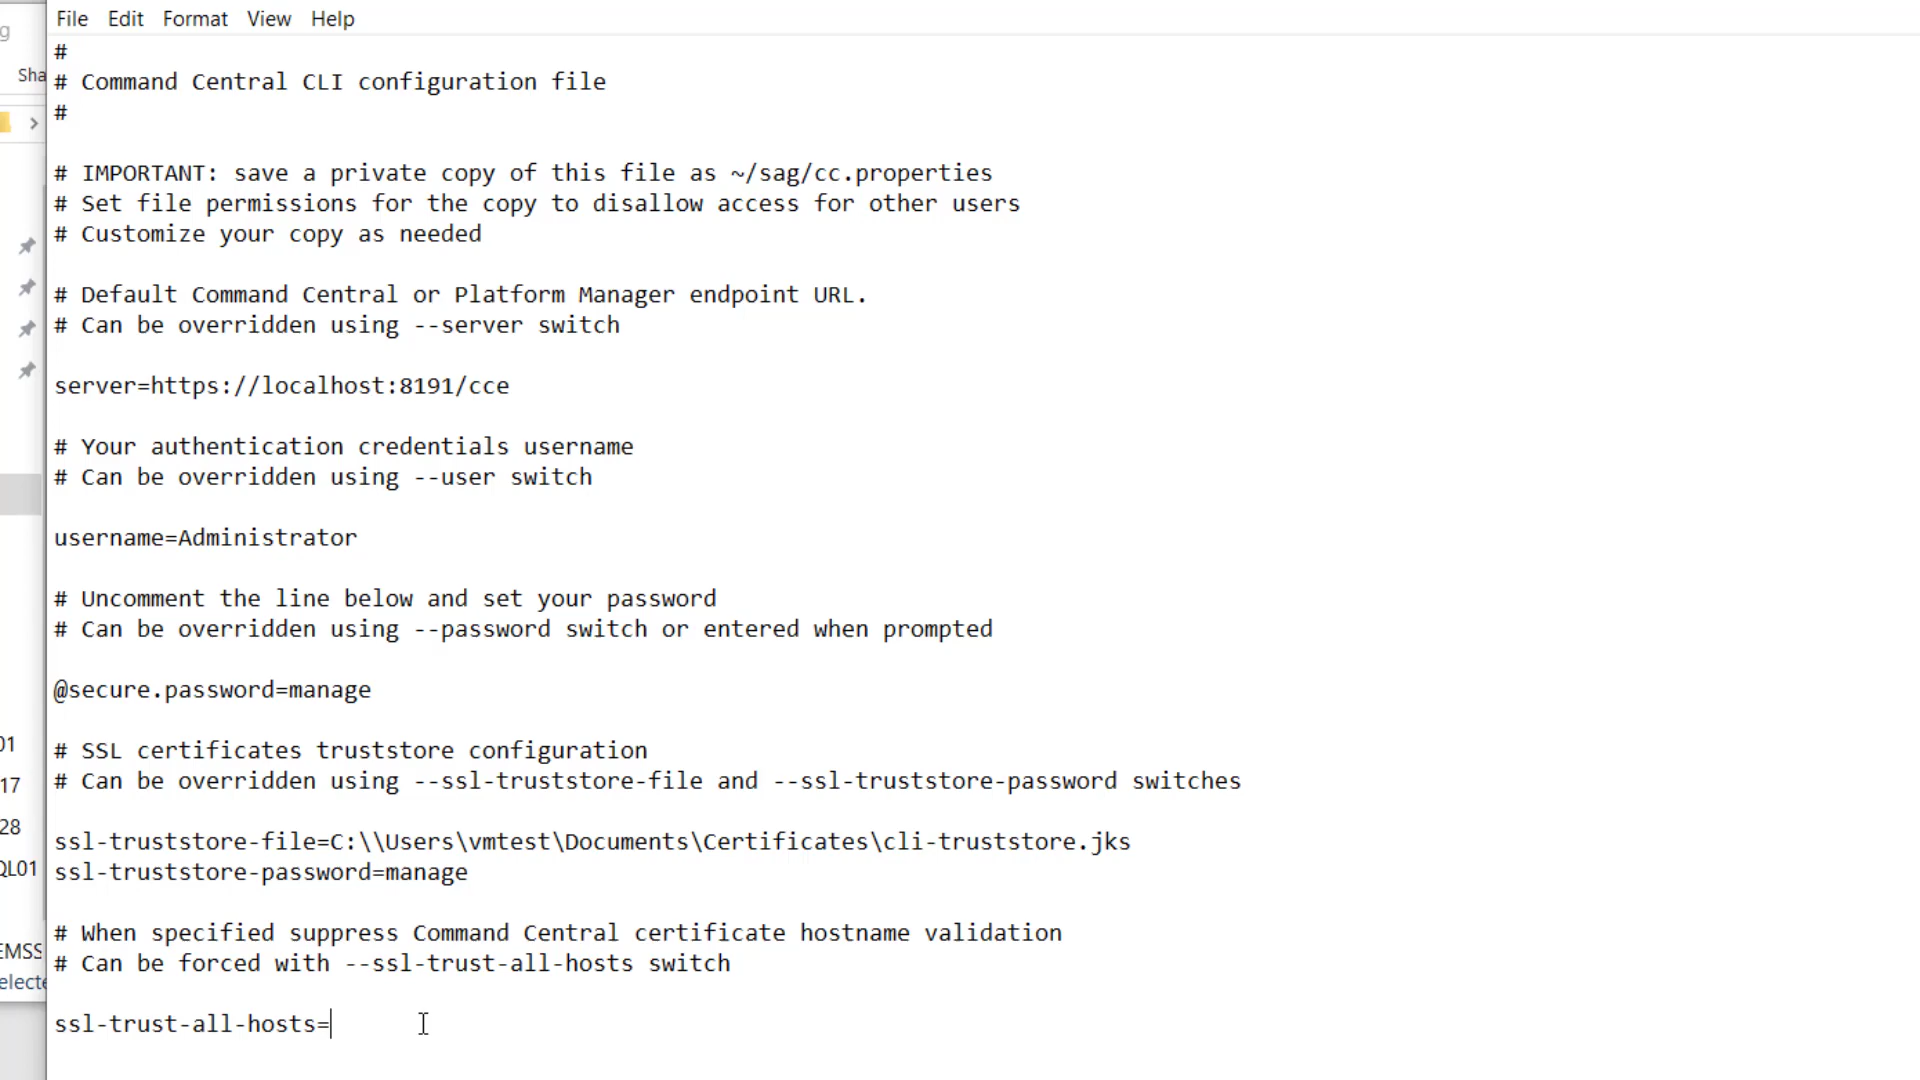 File Edit Format View Help
g
Sha
#
# Command Central CLI configuration file
#
# IMPORTANT: save a private copy of this file as ~/sag/cc.properties
# Set file permissions for the copy to disallow access for other users
# Customize your copy as needed
# Default Command Central or Platform Manager endpoint URL.
# Can be overridden using --server switch
server=https://localhost:8191/cce
# Your authentication credentials username
# Can be overridden using --user switch
username=Administrator
# Uncomment the line below and set your password
# Can be overridden using --password switch or entered when prompted
@secure.password=manage
# SSL certificates truststore configuration
# Can be overridden using --ssl-truststore-file and --ssl-truststore-password switches
ssl-truststore-file=C:\\Users\vmtest\Documents\Certificates\cli-truststore.jks
ssl-truststore-password=manage
# When specified suppress Command Central certificate hostname validation
# Can be forced with --ssl-trust-all-hosts switch
ssl-trust-all-hosts=
01
17
28
QL01
EMSS
electe